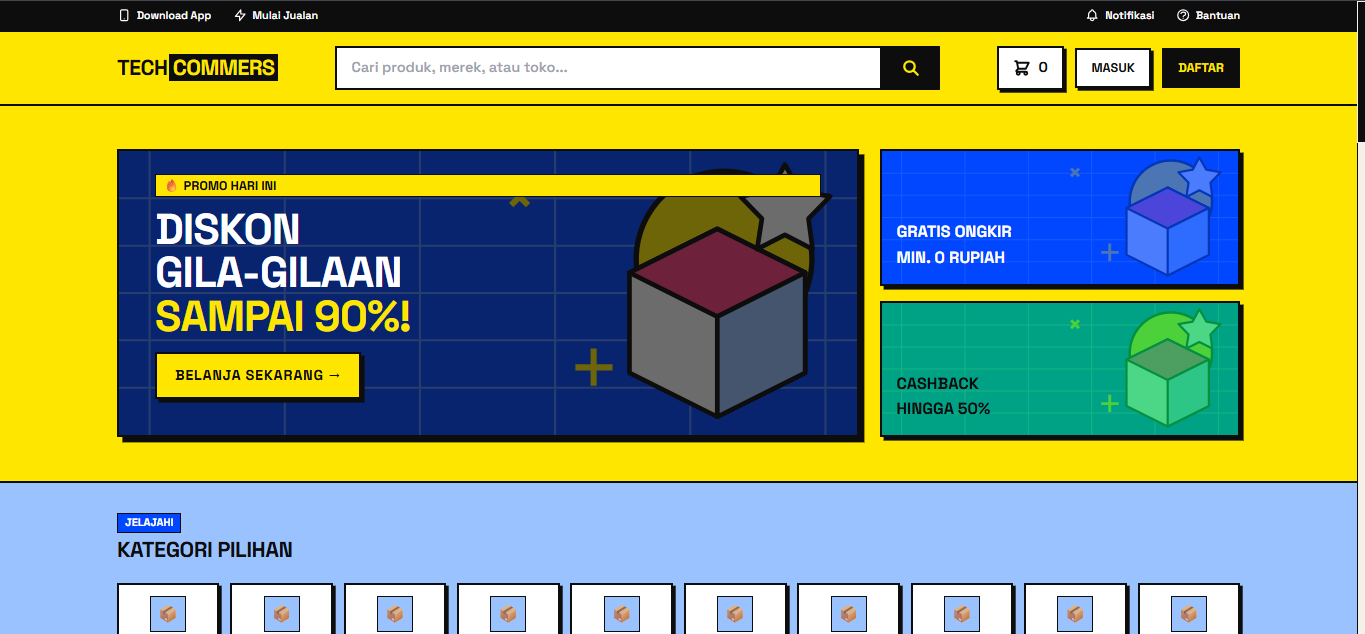 Download App
Mulai Jualan
Notifikasi
Bantuan
TECH COMMERS
Cari produk, merek, atau toko...
0
MASUK
DAFTAR
PROMO HARI INI
DISKON
GILA-GILAAN
SAMPAI 90%!
BELANJA SEKARANG →
GRATIS ONGKIR
MIN. 0 RUPIAH
CASHBACK
HINGGA 50%
JELAJAHI
KATEGORI PILIHAN